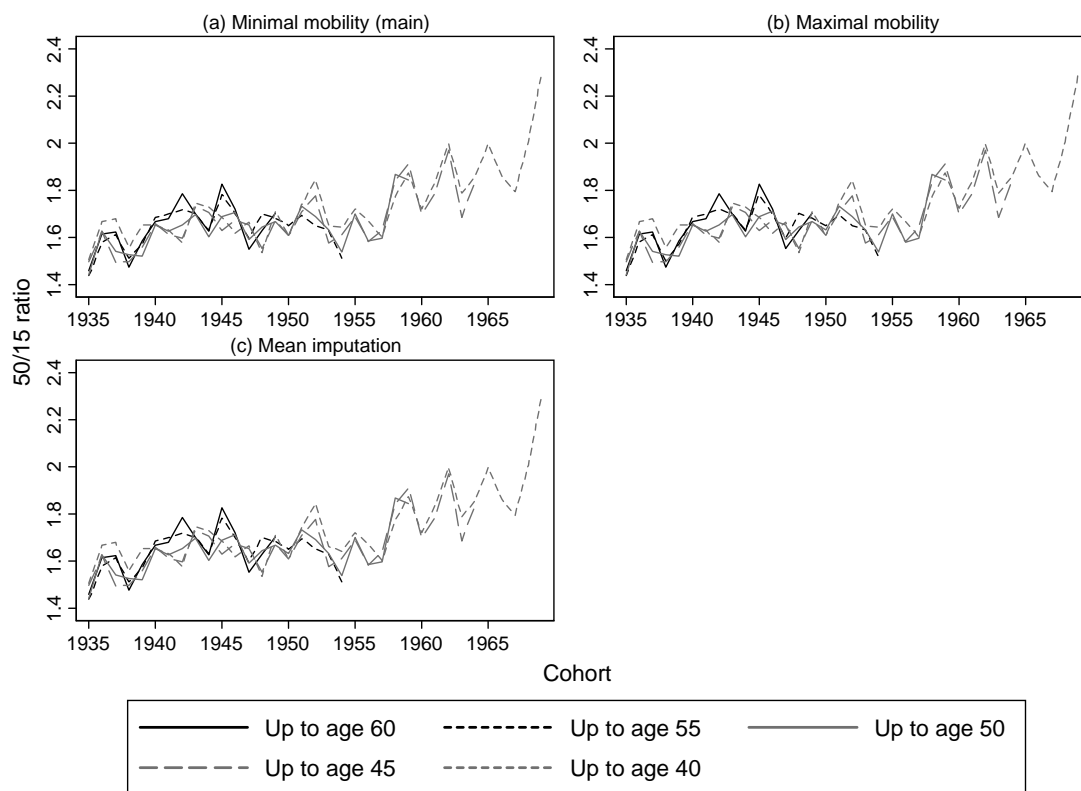 (a) Minimal mobility (main)
(b) Maximal mobility
2.4
2.2
2
1.8
1.6
1.4
1935 1940 1945 1950 1955 1960 1965
2.4
2.2
2
1.8
1.6
1.4
1935 1940 1945 1950 1955 1960 1965
(c) Mean imputation
2.4
2.2
2
1.8
1.6
1.4
1935 1940 1945 1950 1955 1960 1965
50/15 ratio
Cohort
Up to age 60 Up to age 55 Up to age 50
Up to age 45 Up to age 40